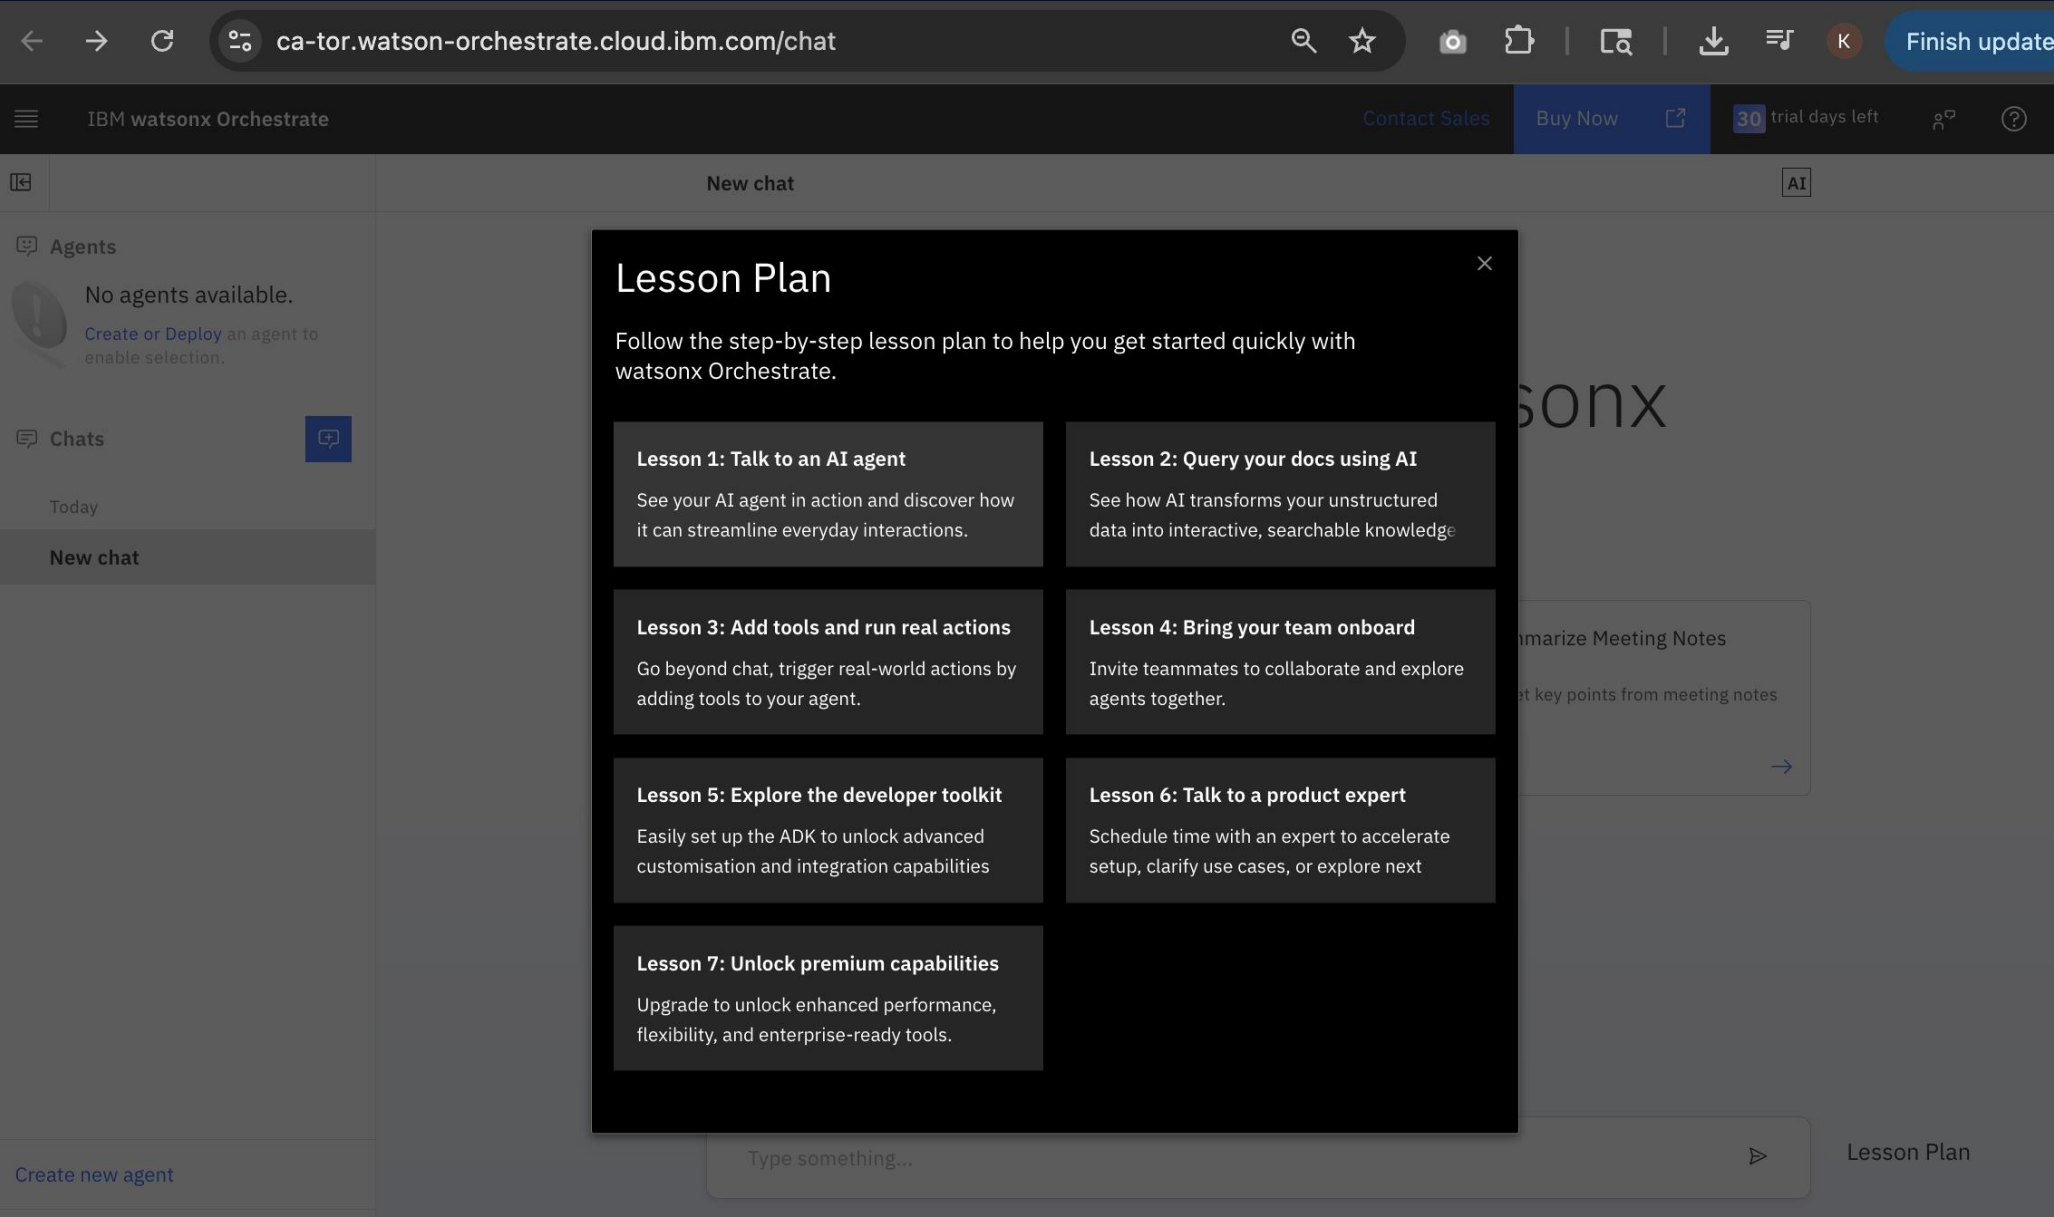 ca-tor.watson-orchestrate.cloud.ibm.com/chat
K
Finish update
IBM watsonx Orchestrate
Contact Sales
Buy Now
30 trial days left
New chat
AI
Agents
No agents available.
Create or Deploy an agent to
enable selection.
Chats
Today
New chat
Create new agent
Lesson Plan
Follow the step-by-step lesson plan to help you get started quickly with
watsonx Orchestrate.
Lesson 1: Talk to an AI agent
See your AI agent in action and discover how
it can streamline everyday interactions.
Lesson 2: Query your docs using AI
See how AI transforms your unstructured
data into interactive, searchable knowledge
Lesson 3: Add tools and run real actions
Go beyond chat, trigger real-world actions by
adding tools to your agent.
Lesson 4: Bring your team onboard
Invite teammates to collaborate and explore
agents together.
Lesson 5: Explore the developer toolkit
Easily set up the ADK to unlock advanced
customisation and integration capabilities
Lesson 6: Talk to a product expert
Schedule time with an expert to accelerate
setup, clarify use cases, or explore next
Lesson 7: Unlock premium capabilities
Upgrade to unlock enhanced performance,
flexibility, and enterprise-ready tools.
sonx
marize Meeting Notes
et key points from meeting notes
Type something...
Lesson Plan